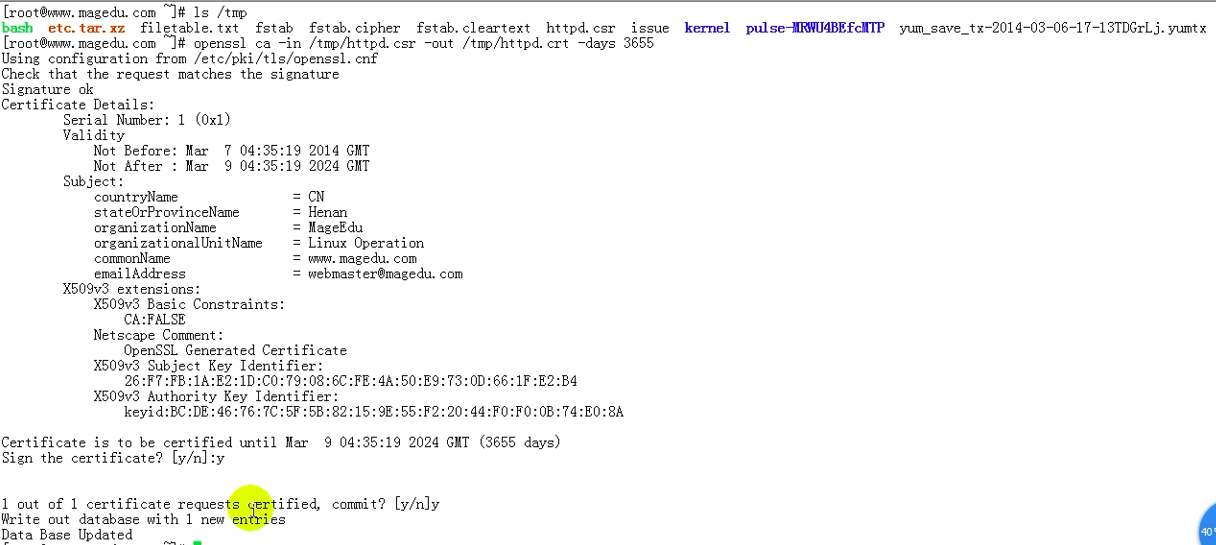 [root@www.magedu.com ~]# ls /tmp
bash etc.tar.xz filetable.txt fstab fstab.cipher fstab.cleartext httpd.csr issue kernel pulse-MRWU4BEfcMTP yum_save_tx-2014-03-06-17-13TDGrLj.yumtx
[root@www.magedu.com ~]# openssl ca -in /tmp/httpd.csr -out /tmp/httpd.crt -days 3655
Using configuration from /etc/pki/tls/openssl.cnf
Check that the request matches the signature
Signature ok
Certificate Details:
Serial Number: 1 (0x1)
Validity
Not Before: Mar 7 04:35:19 2014 GMT
Not After : Mar 9 04:35:19 2024 GMT
Subject:
countryName = CN
stateOrProvinceName = Henan
organizationName = MageEdu
organizationalUnitName = Linux Operation
commonName = www.magedu.com
emailAddress = webmaster@magedu.com
X509v3 extensions:
X509v3 Basic Constraints:
CA:FALSE
Netscape Comment:
OpenSSL Generated Certificate
X509v3 Subject Key Identifier:
26:F7:FB:1A:E2:1D:C0:79:08:6C:FE:4A:50:E9:73:0D:66:1F:E2:B4
X509v3 Authority Key Identifier:
keyid:BC:DE:46:76:7C:5F:5B:82:15:9E:55:F2:20:44:F0:F0:0B:74:E0:8A
Certificate is to be certified until Mar 9 04:35:19 2024 GMT (3655 days)
Sign the certificate? [y/n]:y
1 out of 1 certificate requests certified, commit? [y/n]y
Write out database with 1 new entries
Data Base Updated
40